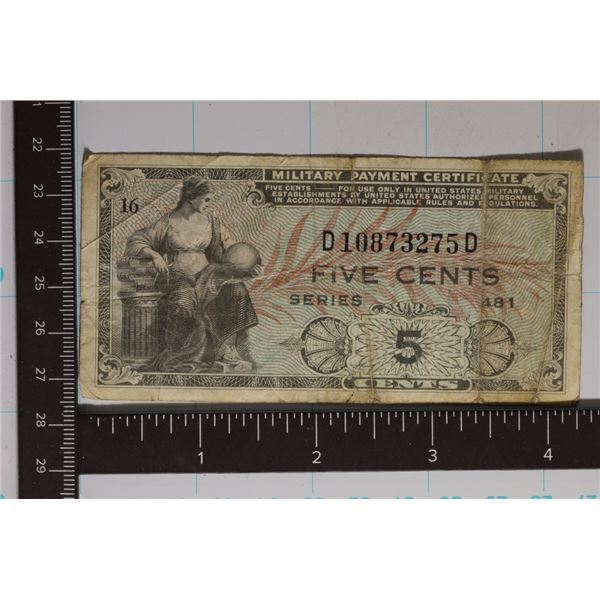 MILITARY PAYMENT CERTIFICATE
FIVE CENTS — FOR USE ONLY IN UNITED STATES MILITARY
ESTABLISHMENTS BY UNITED STATES AUTHORIZED PERSONNEL
IN ACCORDANCE WITH APPLICABLE RULES AND REGULATIONS.
16
D10873275D
FIVE CENTS
SERIES 481
5
CENTS
22
23
24
25
26
27
28
29
1 2 3 4